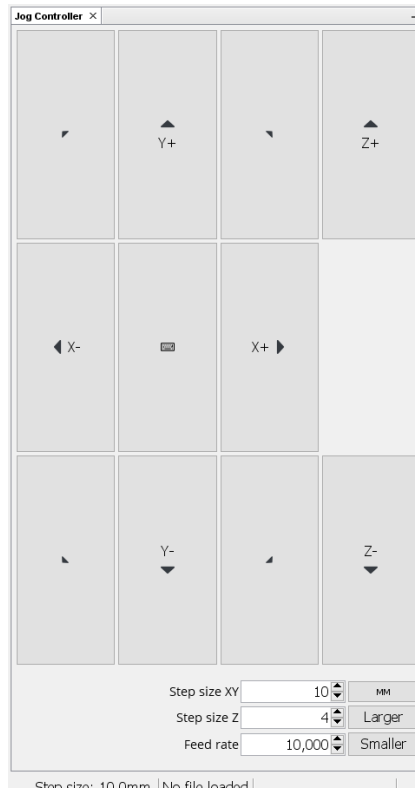 Jog Controller ×
Y+
Z+
X-
X+
Y-
Z-
Step size XY 10 MM
Step size Z 4 Larger
Feed rate 10,000 Smaller
Step size: 10.0mm No file loaded